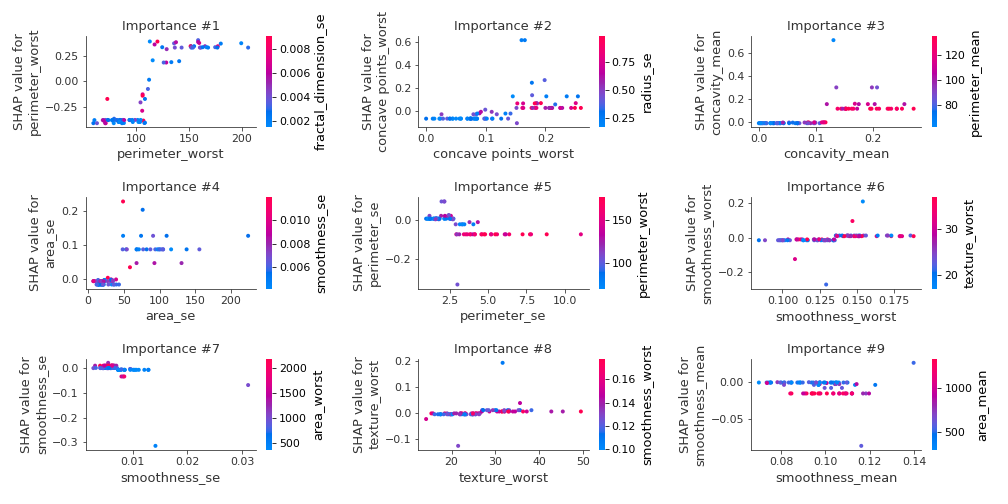 Importance #1
SHAP value for
perimeter_worst
0.25
0.00
−0.25
100
150
200
perimeter_worst
0.008
0.006
0.004
0.002
fractal_dimension_se
Importance #2
SHAP value for
concave points_worst
0.6
0.4
0.2
0.0
0.0
0.1
0.2
concave points_worst
0.75
0.50
0.25
radius_se
Importance #3
SHAP value for
concavity_mean
0.6
0.4
0.2
0.0
0.0
0.1
0.2
concavity_mean
120
100
80
perimeter_mean
Importance #4
SHAP value for
area_se
0.2
0.1
0.0
0
50
100
150
200
area_se
0.010
0.008
0.006
smoothness_se
Importance #5
SHAP value for
perimeter_se
0.0
−0.2
2.5
5.0
7.5
10.0
perimeter_se
150
100
perimeter_worst
Importance #6
SHAP value for
smoothness_worst
0.2
0.0
−0.2
0.100
0.125
0.150
0.175
smoothness_worst
30
20
texture_worst
Importance #7
SHAP value for
smoothness_se
0.0
−0.1
−0.2
−0.3
0.01
0.02
0.03
smoothness_se
2000
1500
1000
500
area_worst
Importance #8
SHAP value for
texture_worst
0.2
0.1
0.0
−0.1
20
30
40
50
texture_worst
0.16
0.14
0.12
0.10
smoothness_worst
Importance #9
SHAP value for
smoothness_mean
0.00
−0.05
0.08
0.10
0.12
0.14
smoothness_mean
1000
500
area_mean